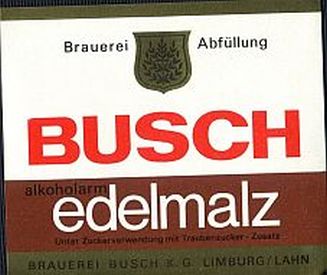 Brauerei Abfüllung
BUSCH
alkoholarm
edelmalz
Unter Zuckerverwendung mit Traubenzucker - Zusatz
BRAUEREI BUSCH K. G. LIMBURG/LAHN